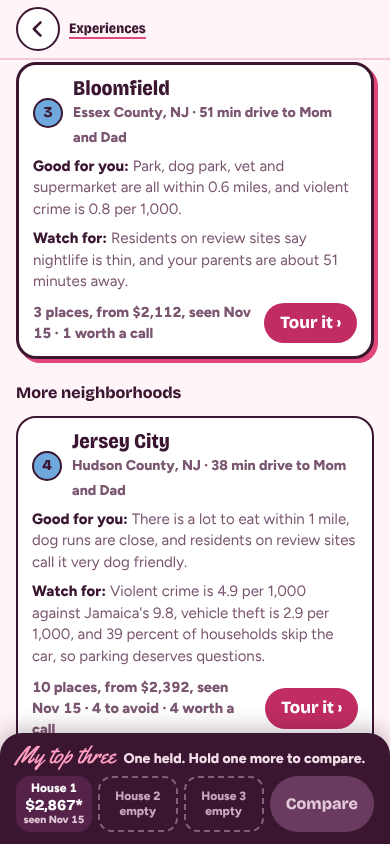 Experiences
Bloomfield
3
Essex County, NJ · 51 min drive to Mom
and Dad
Good for you: Park, dog park, vet and
supermarket are all within 0.6 miles, and violent
crime is 0.8 per 1,000.
Watch for: Residents on review sites say
nightlife is thin, and your parents are about 51
minutes away.
3 places, from $2,112, seen Nov
15 · 1 worth a call
Tour it ›
More neighborhoods
Jersey City
4
Hudson County, NJ · 38 min drive to Mom
and Dad
Good for you: There is a lot to eat within 1 mile,
dog runs are close, and residents on review sites
call it very dog friendly.
Watch for: Violent crime is 4.9 per 1,000
against Jamaica's 9.8, vehicle theft is 2.9 per
1,000, and 39 percent of households skip the
car, so parking deserves questions.
10 places, from $2,392, seen
Nov 15 · 4 to avoid · 4 worth a
call
Tour it ›
My top three One held. Hold one more to compare.
House 1
$2,867*
seen Nov 15
House 2
empty
House 3
empty
Compare